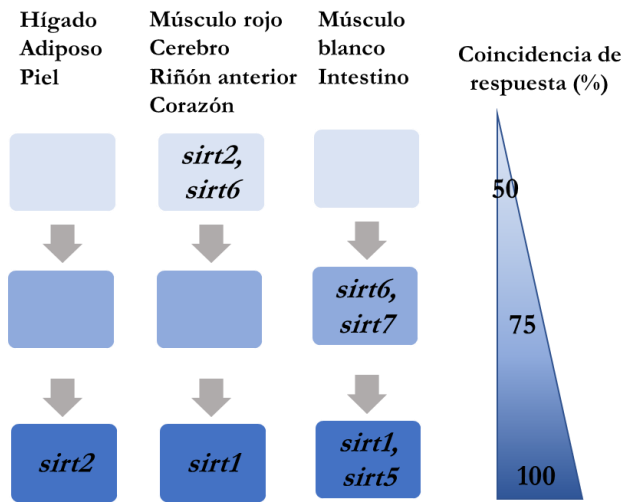 Hígado
Adiposo
Piel
Músculo rojo
Cerebro
Riñón anterior
Corazón
Músculo
blanco
Intestino
Coincidencia de
respuesta (%)
sirt2,
sirt6
50
sirt6,
sirt7
75
sirt2
sirt1
sirt1,
sirt5
100